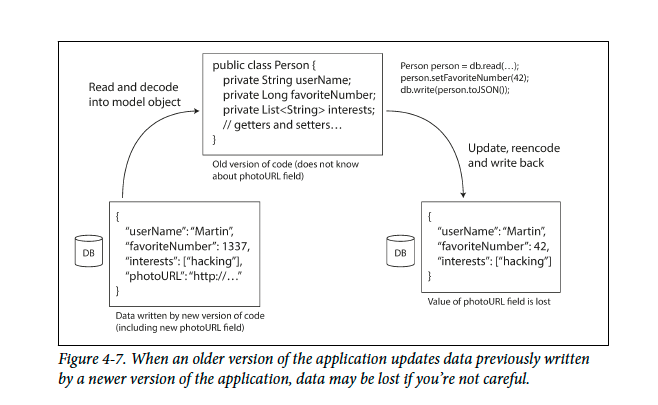 Read and decode
into model object
public class Person {
private String userName;
private Long favoriteNumber;
private List<String> interests;
// getters and setters…
}
Old version of code (does not know
about photoURL field)
Person person = db.read(…);
person.setFavoriteNumber(42);
db.write(person.toJSON());
Update, reencode
and write back
DB
{
"userName": "Martin",
"favoriteNumber": 1337,
"interests": ["hacking"],
"photoURL": "http://…"
}
Data written by new version of code
(including new photoURL field)
DB
{
"userName": "Martin",
"favoriteNumber": 42,
"interests": ["hacking"]
}
Value of photoURL field is lost
Figure 4-7. When an older version of the application updates data previously written
by a newer version of the application, data may be lost if you're not careful.